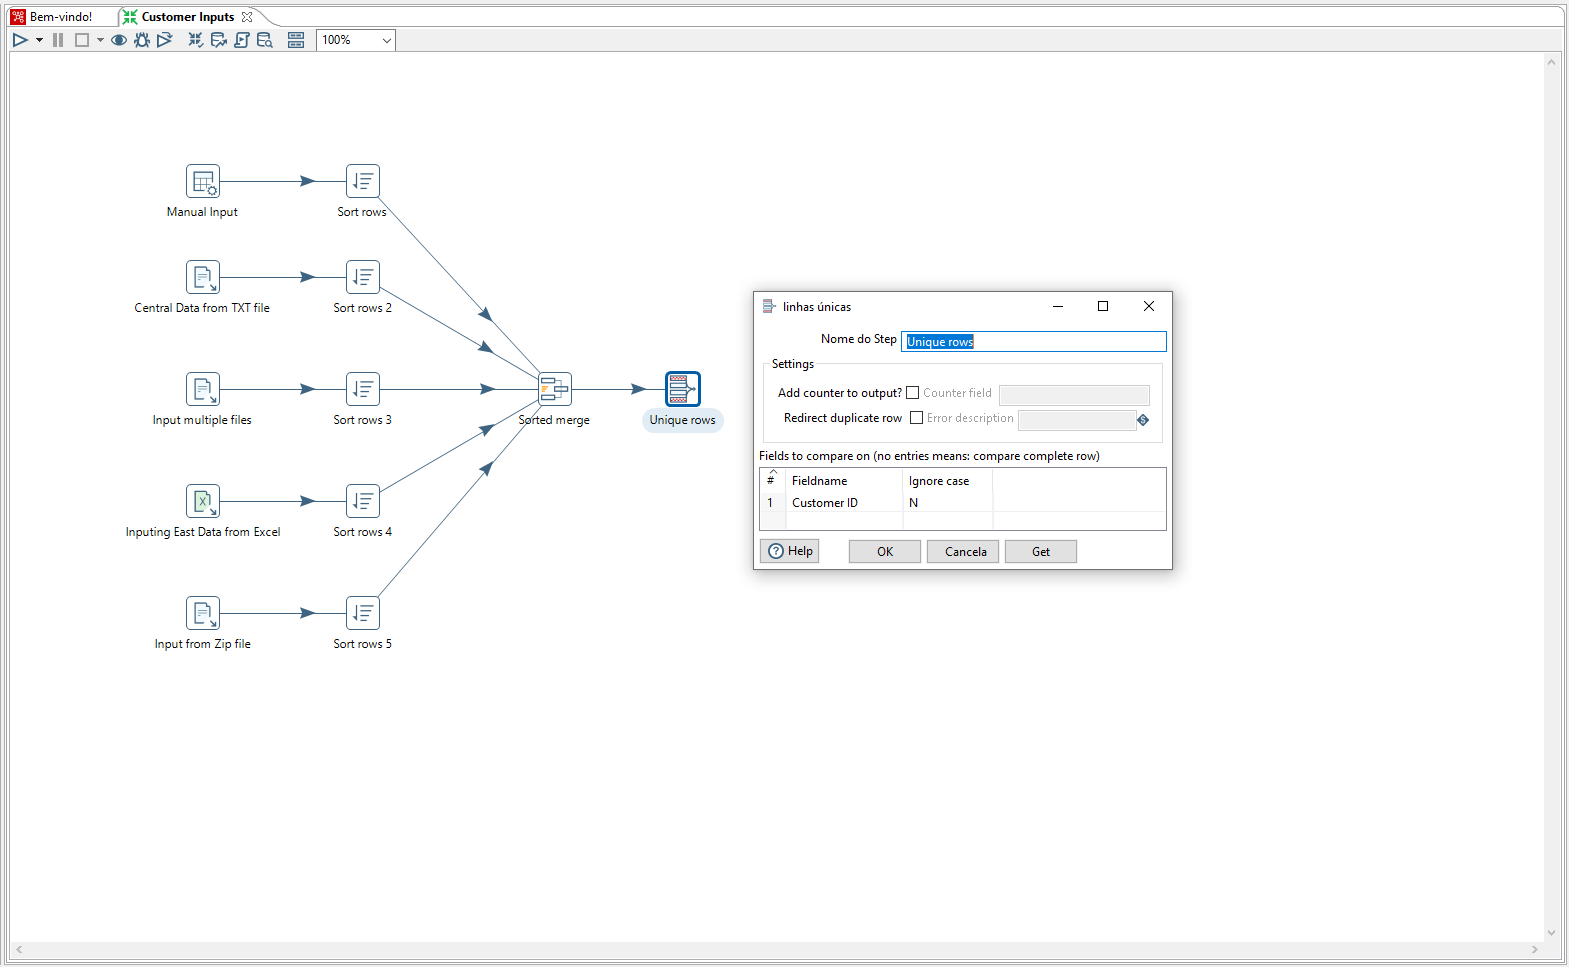 Bem-vindo!
Customer Inputs
100%
Manual Input
Sort rows
Central Data from TXT file
Sort rows 2
Input multiple files
Sort rows 3
Sorted merge
Unique rows
Inputing East Data from Excel
Sort rows 4
Input from Zip file
Sort rows 5
linhas únicas
Nome do Step
Unique rows
Settings
Add counter to output?
Counter field
Redirect duplicate row
Error description
Fields to compare on (no entries means: compare complete row)
# Fieldname Ignore case
1 Customer ID N
Help
OK
Cancela
Get